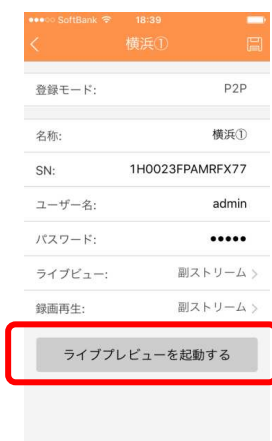 ●●●○○ SoftBank 18:39
横浜①
登録モード: P2P
名称: 横浜①
SN: 1H0023FPAMRFX77
ユーザー名: admin
パスワード: ●●●●●
ライブビュー: 副ストリーム >
録画再生: 副ストリーム >
ライブプレビューを起動する